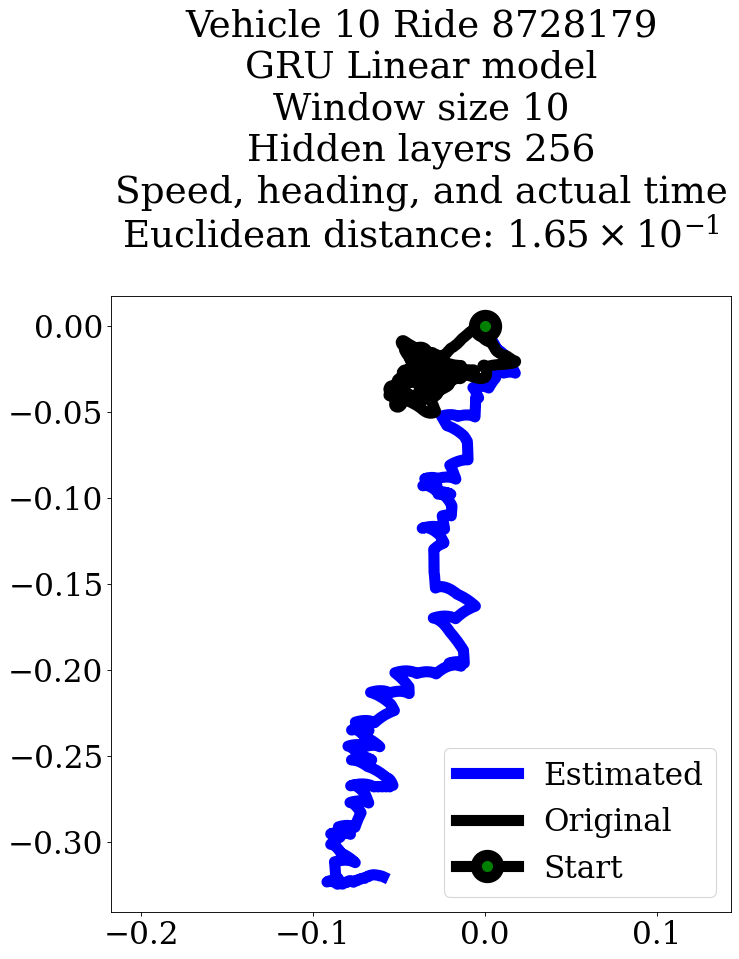 Vehicle 10 Ride 8728179
GRU Linear model
Window size 10
Hidden layers 256
Speed, heading, and actual time
Euclidean distance: 1.65 × 10⁻¹
0.00
−0.05
−0.10
−0.15
−0.20
−0.25
−0.30
Estimated
Original
Start
−0.2 −0.1 0.0 0.1